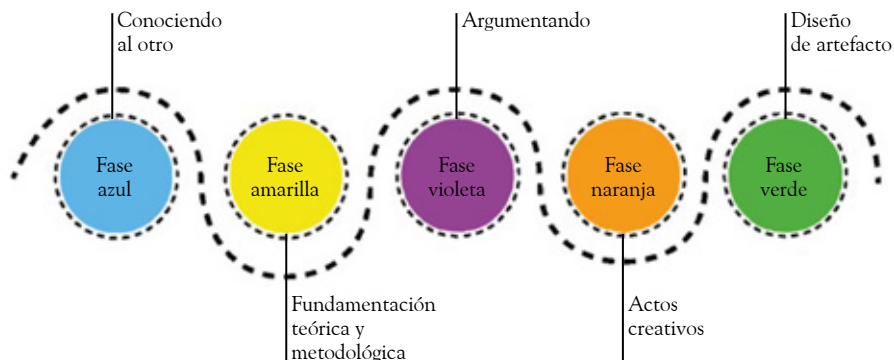 Conociendo
al otro
Argumentando
Diseño
de artefacto
Fase
azul
Fase
amarilla
Fase
violeta
Fase
naranja
Fase
verde
Fundamentación
teórica y
metodológica
Actos
creativos